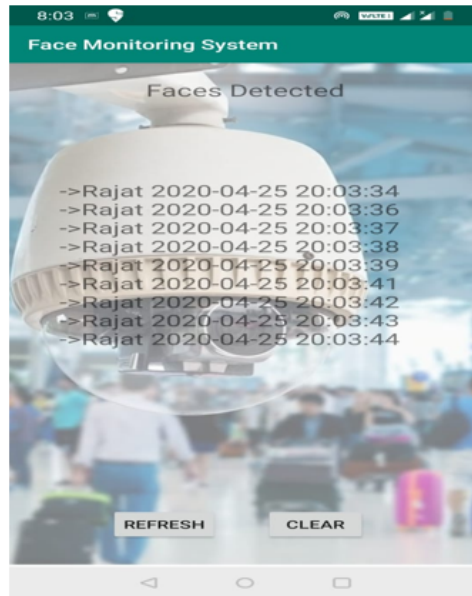 8:03
VoLTE
Face Monitoring System
Faces Detected
->Rajat 2020-04-25 20:03:34
->Rajat 2020-04-25 20:03:36
->Rajat 2020-04-25 20:03:37
->Rajat 2020-04-25 20:03:38
->Rajat 2020-04-25 20:03:39
->Rajat 2020-04-25 20:03:41
->Rajat 2020-04-25 20:03:42
->Rajat 2020-04-25 20:03:43
->Rajat 2020-04-25 20:03:44
REFRESH CLEAR